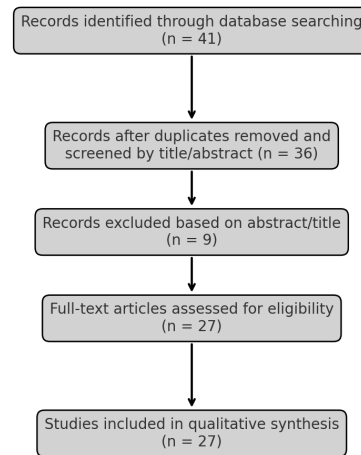 Records identified through database searching
(n = 41)
Records after duplicates removed and
screened by title/abstract (n = 36)
Records excluded based on abstract/title
(n = 9)
Full-text articles assessed for eligibility
(n = 27)
Studies included in qualitative synthesis
(n = 27)